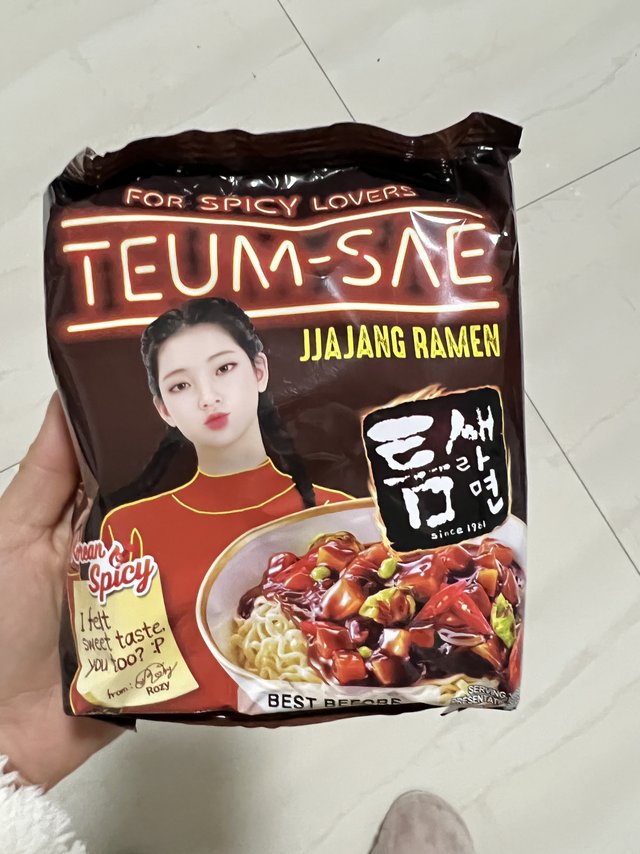 FOR SPICY LOVERS
TEUM-SAE
JJAJANG RAMEN
틈새
라면
since 1981
Spicy
I felt
sweet taste.
you too? :P
from:
Rozy
BEST BEFORE
SERVING